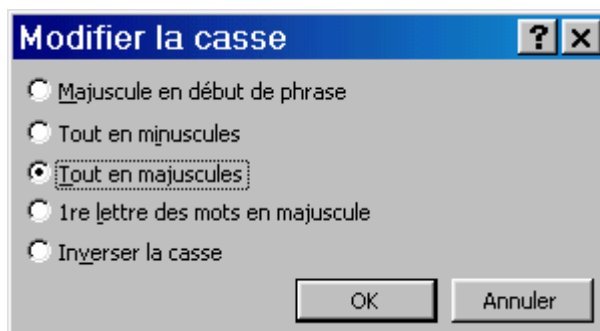 Modifier la casse
Majuscule en début de phrase
Tout en minuscules
Tout en majuscules
1re lettre des mots en majuscule
Inverser la casse
OK Annuler